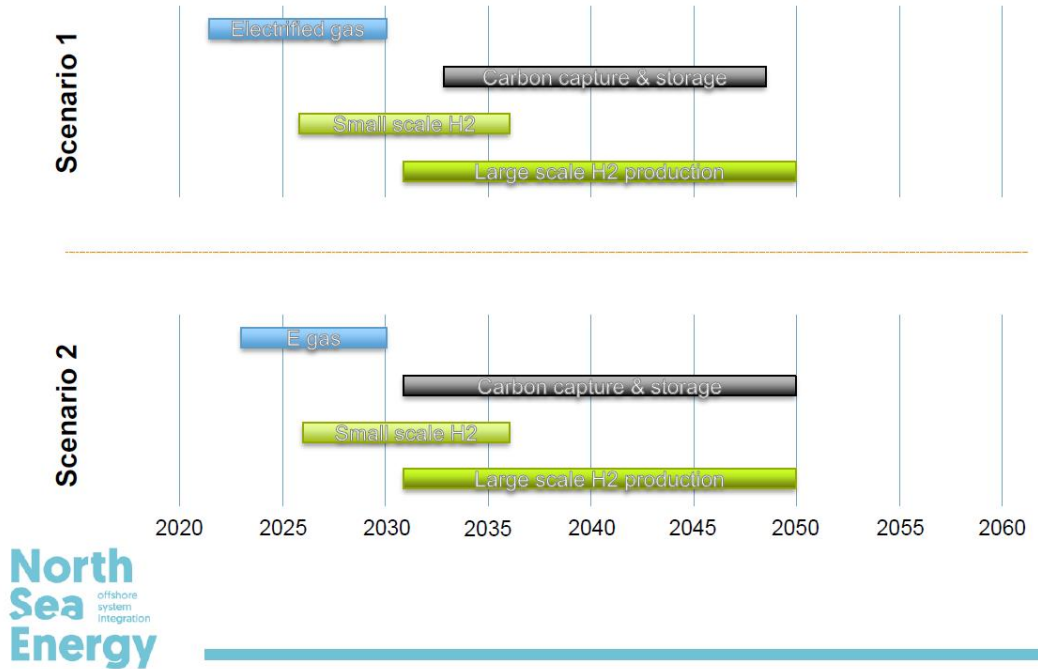 Scenario 1
Electrified gas
Carbon capture & storage
Small scale H2
Large scale H2 production
Scenario 2
E gas
Carbon capture & storage
Small scale H2
Large scale H2 production
2020 2025 2030 2035 2040 2045 2050 2055 2060
North
Sea
Energy
offshore
system
integration